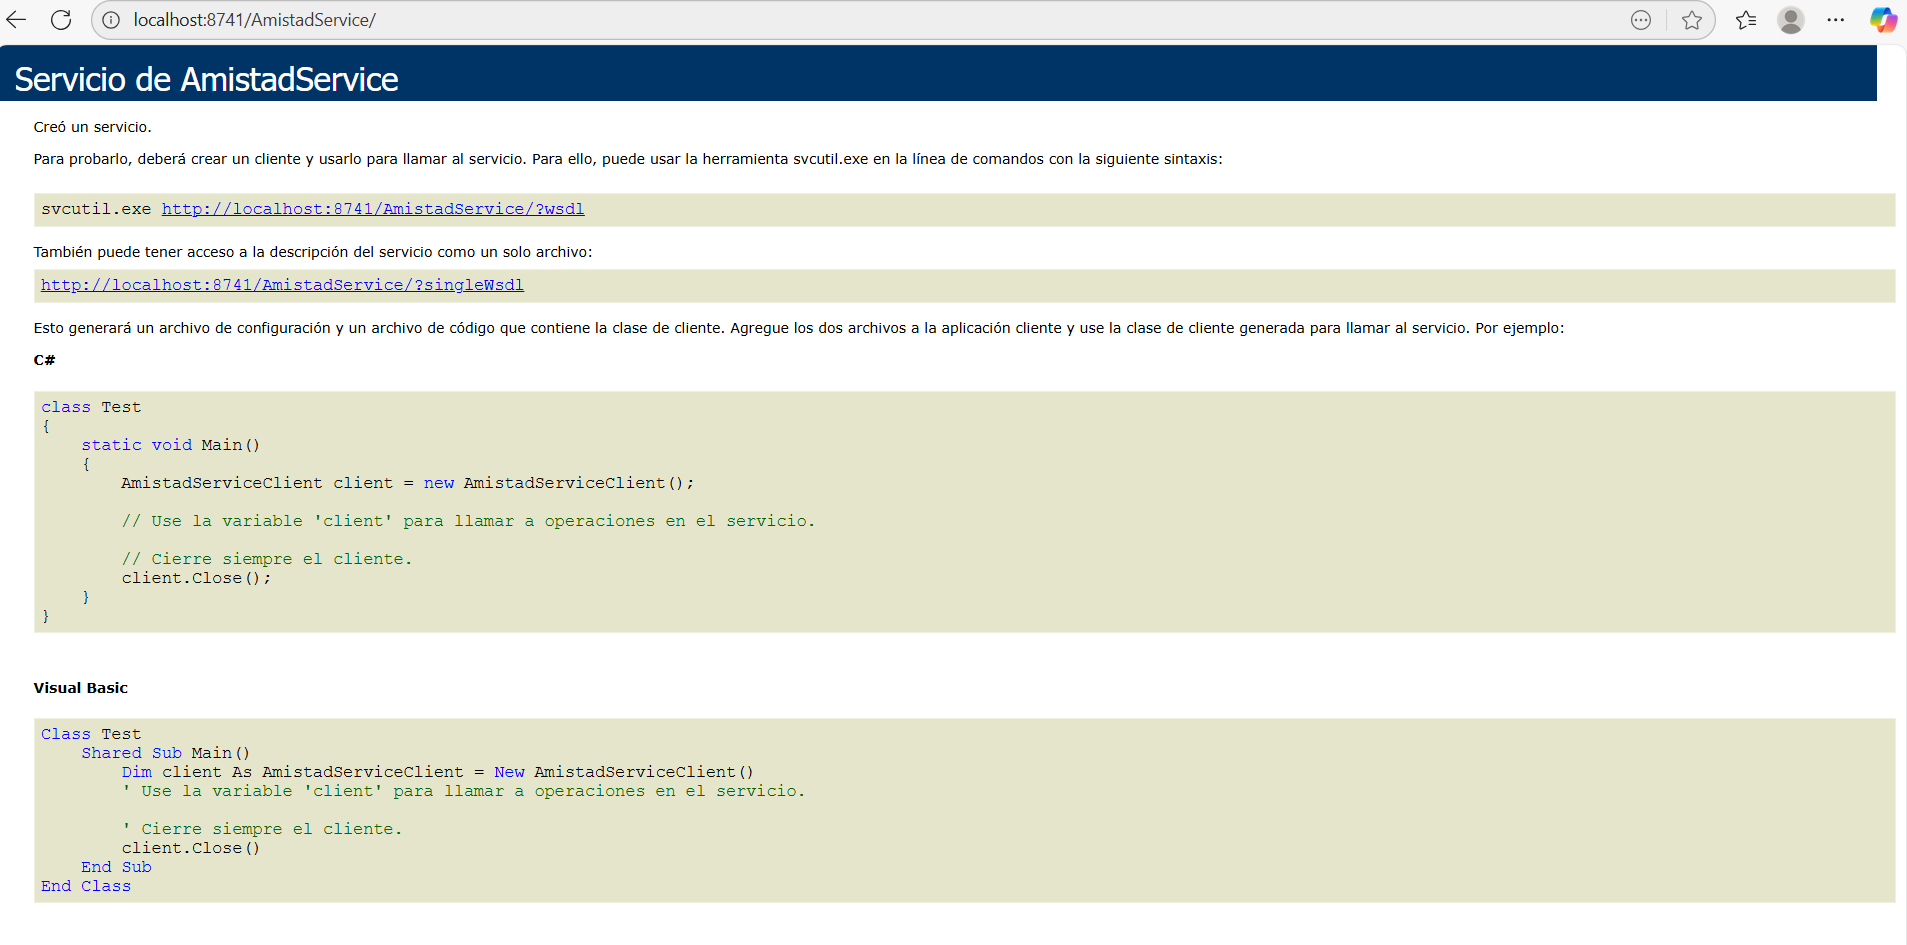 localhost:8741/AmistadService/
Servicio de AmistadService
Creó un servicio.
Para probarlo, deberá crear un cliente y usarlo para llamar al servicio. Para ello, puede usar la herramienta svcutil.exe en la línea de comandos con la siguiente sintaxis:
svcutil.exe http://localhost:8741/AmistadService/?wsdl
También puede tener acceso a la descripción del servicio como un solo archivo:
http://localhost:8741/AmistadService/?singleWsdl
Esto generará un archivo de configuración y un archivo de código que contiene la clase de cliente. Agregue los dos archivos a la aplicación cliente y use la clase de cliente generada para llamar al servicio. Por ejemplo:
C#
class Test
{
    static void Main()
    {
        AmistadServiceClient client = new AmistadServiceClient();
        // Use la variable 'client' para llamar a operaciones en el servicio.
        // Cierre siempre el cliente.
        client.Close();
    }
}
Visual Basic
Class Test
    Shared Sub Main()
        Dim client As AmistadServiceClient = New AmistadServiceClient()
        ' Use la variable 'client' para llamar a operaciones en el servicio.
        ' Cierre siempre el cliente.
        client.Close()
    End Sub
End Class